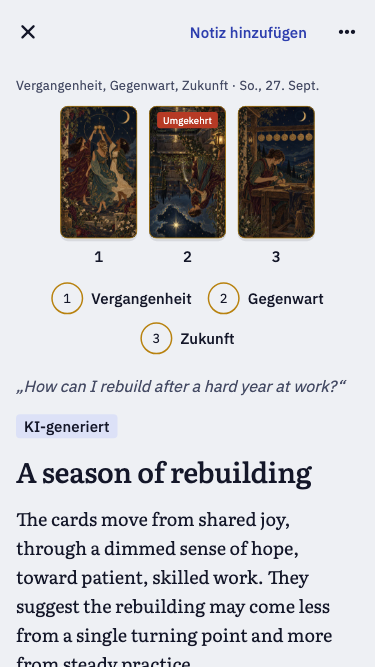 Notiz hinzufügen
Vergangenheit, Gegenwart, Zukunft · So., 27. Sept.
Umgekehrt
1
2
3
1 Vergangenheit
2 Gegenwart
3 Zukunft
„How can I rebuild after a hard year at work?“
KI-generiert
A season of rebuilding
The cards move from shared joy,
through a dimmed sense of hope,
toward patient, skilled work. They
suggest the rebuilding may come less
from a single turning point and more
from steady practice